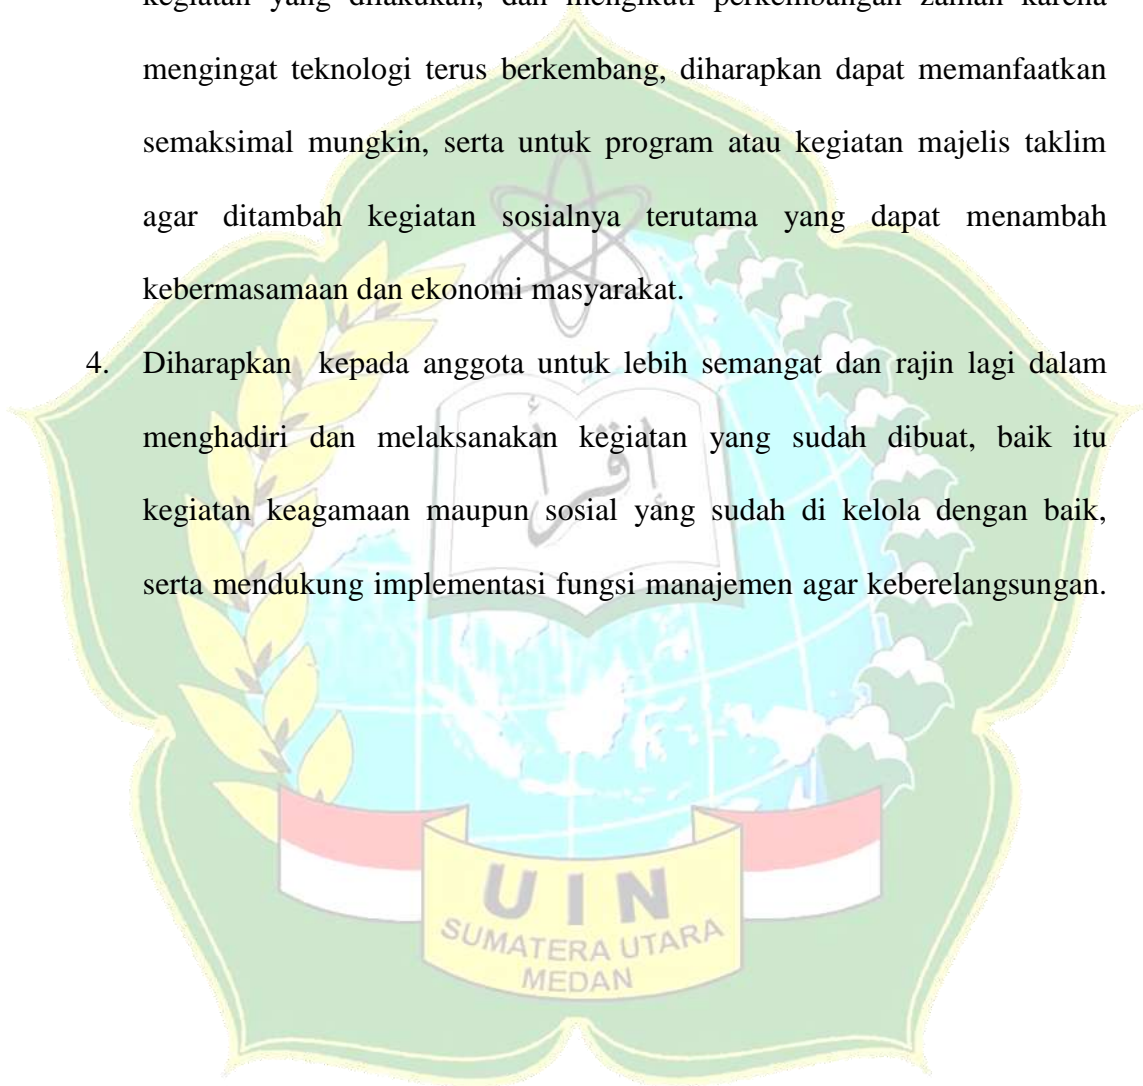 kegiatan yang dilakukan, dan mengikuti perkembangan zaman karena
mengingat teknologi terus berkembang, diharapkan dapat memanfaatkan
semaksimal mungkin, serta untuk program atau kegiatan majelis taklim
agar ditambah kegiatan sosialnya terutama yang dapat menambah
kebermasamaan dan ekonomi masyarakat.
4. Diharapkan kepada anggota untuk lebih semangat dan rajin lagi dalam
menghadiri dan melaksanakan kegiatan yang sudah dibuat, baik itu
إقرأ
kegiatan keagamaan maupun sosial yang sudah di kelola dengan baik,
serta mendukung implementasi fungsi manajemen agar keberelangsungan.
UIN
SUMATERA UTARA
MEDAN